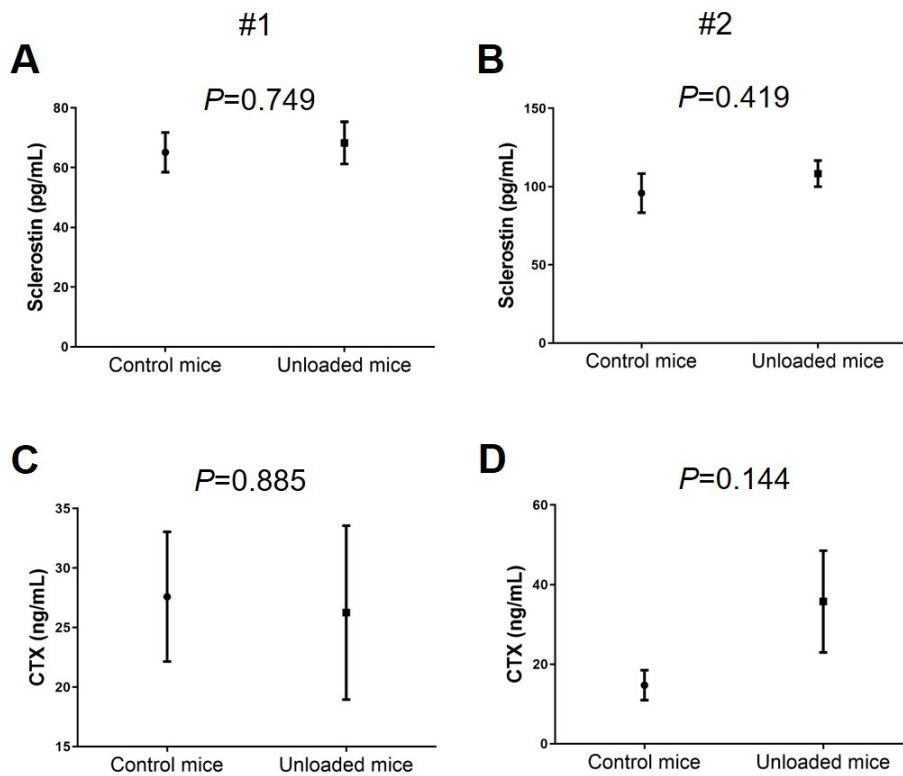 #1
#2
A
P=0.749
Sclerostin (pg/mL)
80
60
40
20
0
Control mice
Unloaded mice
B
P=0.419
Sclerostin (pg/mL)
150
100
50
0
Control mice
Unloaded mice
C
P=0.885
CTX (ng/mL)
35
30
25
20
15
Control mice
Unloaded mice
D
P=0.144
CTX (ng/mL)
60
40
20
0
Control mice
Unloaded mice